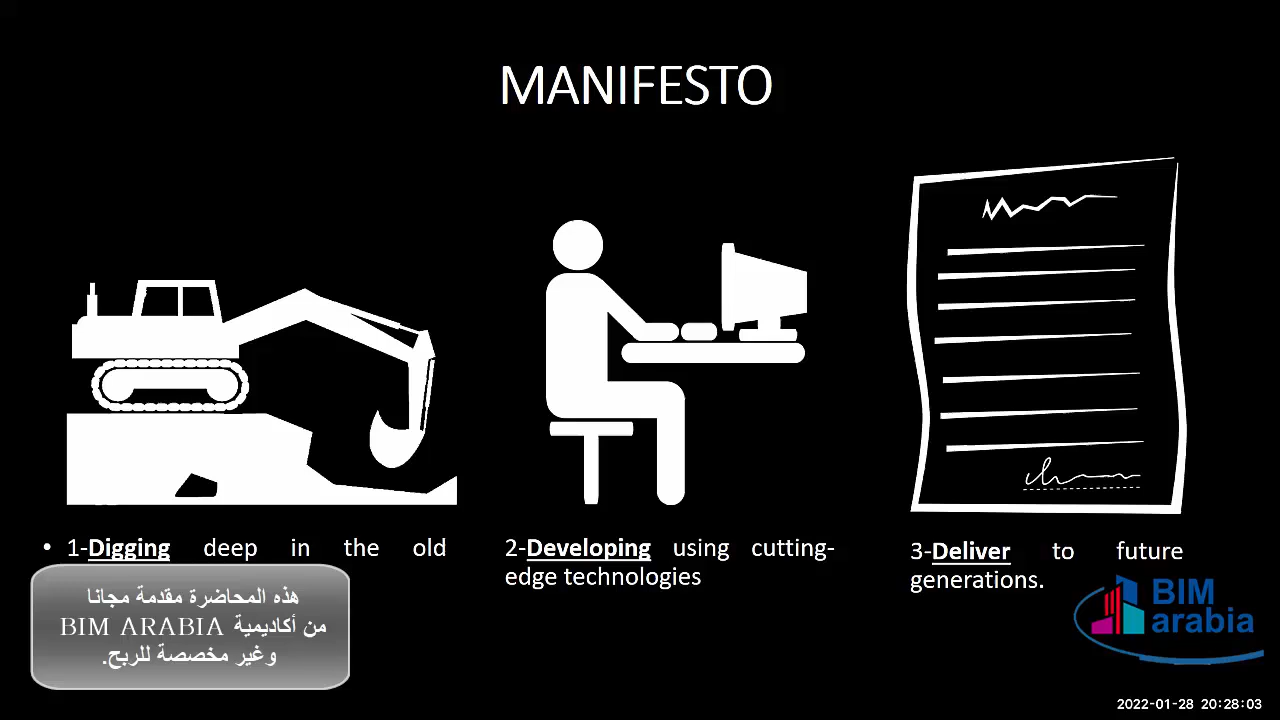 MANIFESTO
• 1-Digging deep in the old
2-Developing using cutting-
edge technologies
3-Deliver to future
generations.
هذه المحاضرة مقدمة مجانا
من أكاديمية BIM ARABIA
وغير مخصصة للربح.
BIM
arabia
2022-01-28 20:28:03